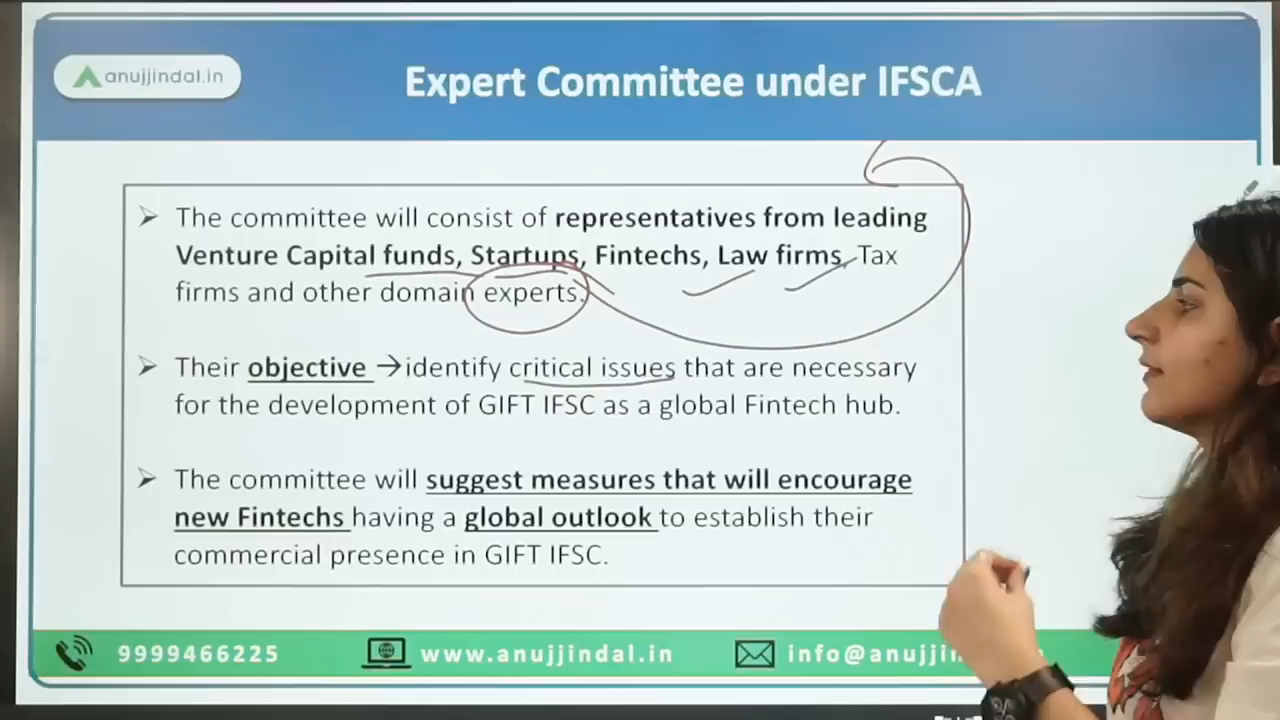 anujjindal.in
Expert Committee under IFSCA
➢ The committee will consist of representatives from leading
Venture Capital funds, Startups, Fintechs, Law firms, Tax
firms and other domain experts.
➢ Their objective →identify critical issues that are necessary
for the development of GIFT IFSC as a global Fintech hub.
➢ The committee will suggest measures that will encourage
new Fintechs having a global outlook to establish their
commercial presence in GIFT IFSC.
9999466225 www.anujjindal.in